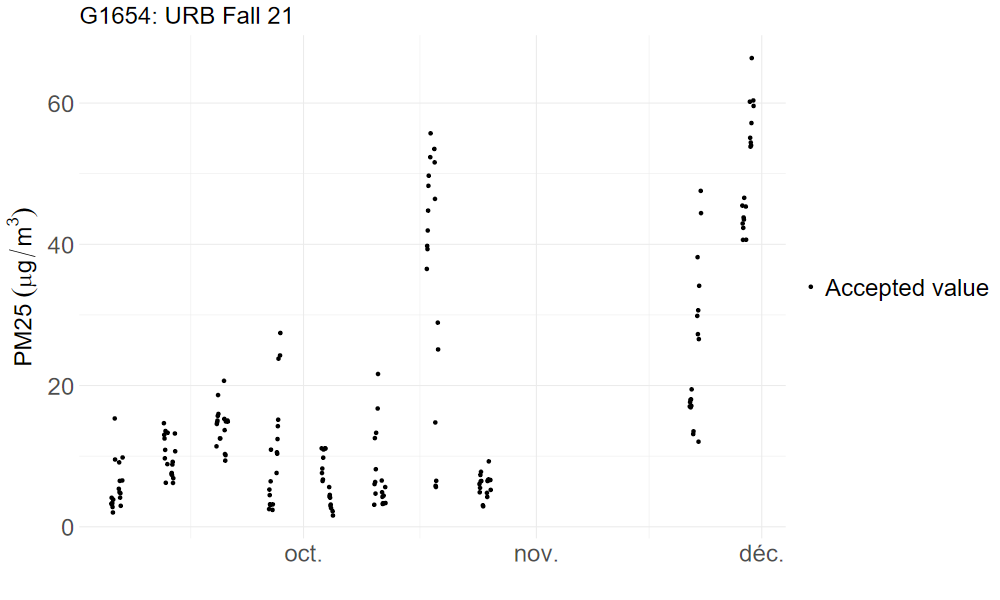 G1654: URB Fall 21
PM25 (μg/m³)
60
40
20
0
oct.
nov.
déc.
Accepted value